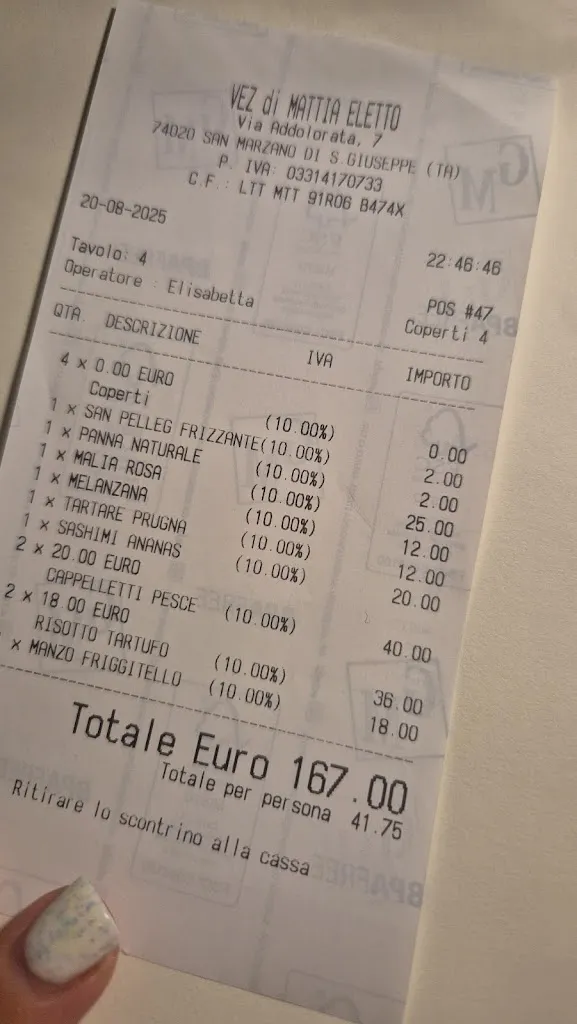 VEZ di MATTIA ELETTO
Via Addolorata, 7
74020 SAN MARZANO DI S.GIUSEPPE (TA)
P. IVA: 03314170733
C.F.: LTT MTT 91R06 B474X
20-08-2025 22:46:46
Tavolo: 4 POS #47
Operatore : Elisabetta Coperti 4
QTA. DESCRIZIONE IVA IMPORTO
4 x 0.00 EURO
Coperti (10.00%) 0.00
1 x SAN PELLEG FRIZZANTE(10.00%) 2.00
1 x PANNA NATURALE (10.00%) 2.00
1 x MALIA ROSA (10.00%) 25.00
1 x MELANZANA (10.00%) 12.00
1 x TARTARE PRUGNA (10.00%) 12.00
1 x SASHIMI ANANAS (10.00%) 20.00
2 x 20.00 EURO
CAPPELLETTI PESCE (10.00%) 40.00
2 x 18.00 EURO
RISOTTO TARTUFO (10.00%) 36.00
x MANZO FRIGGITELLO (10.00%) 18.00
Totale Euro 167.00
Totale per persona 41.75
Ritirare lo scontrino alla cassa